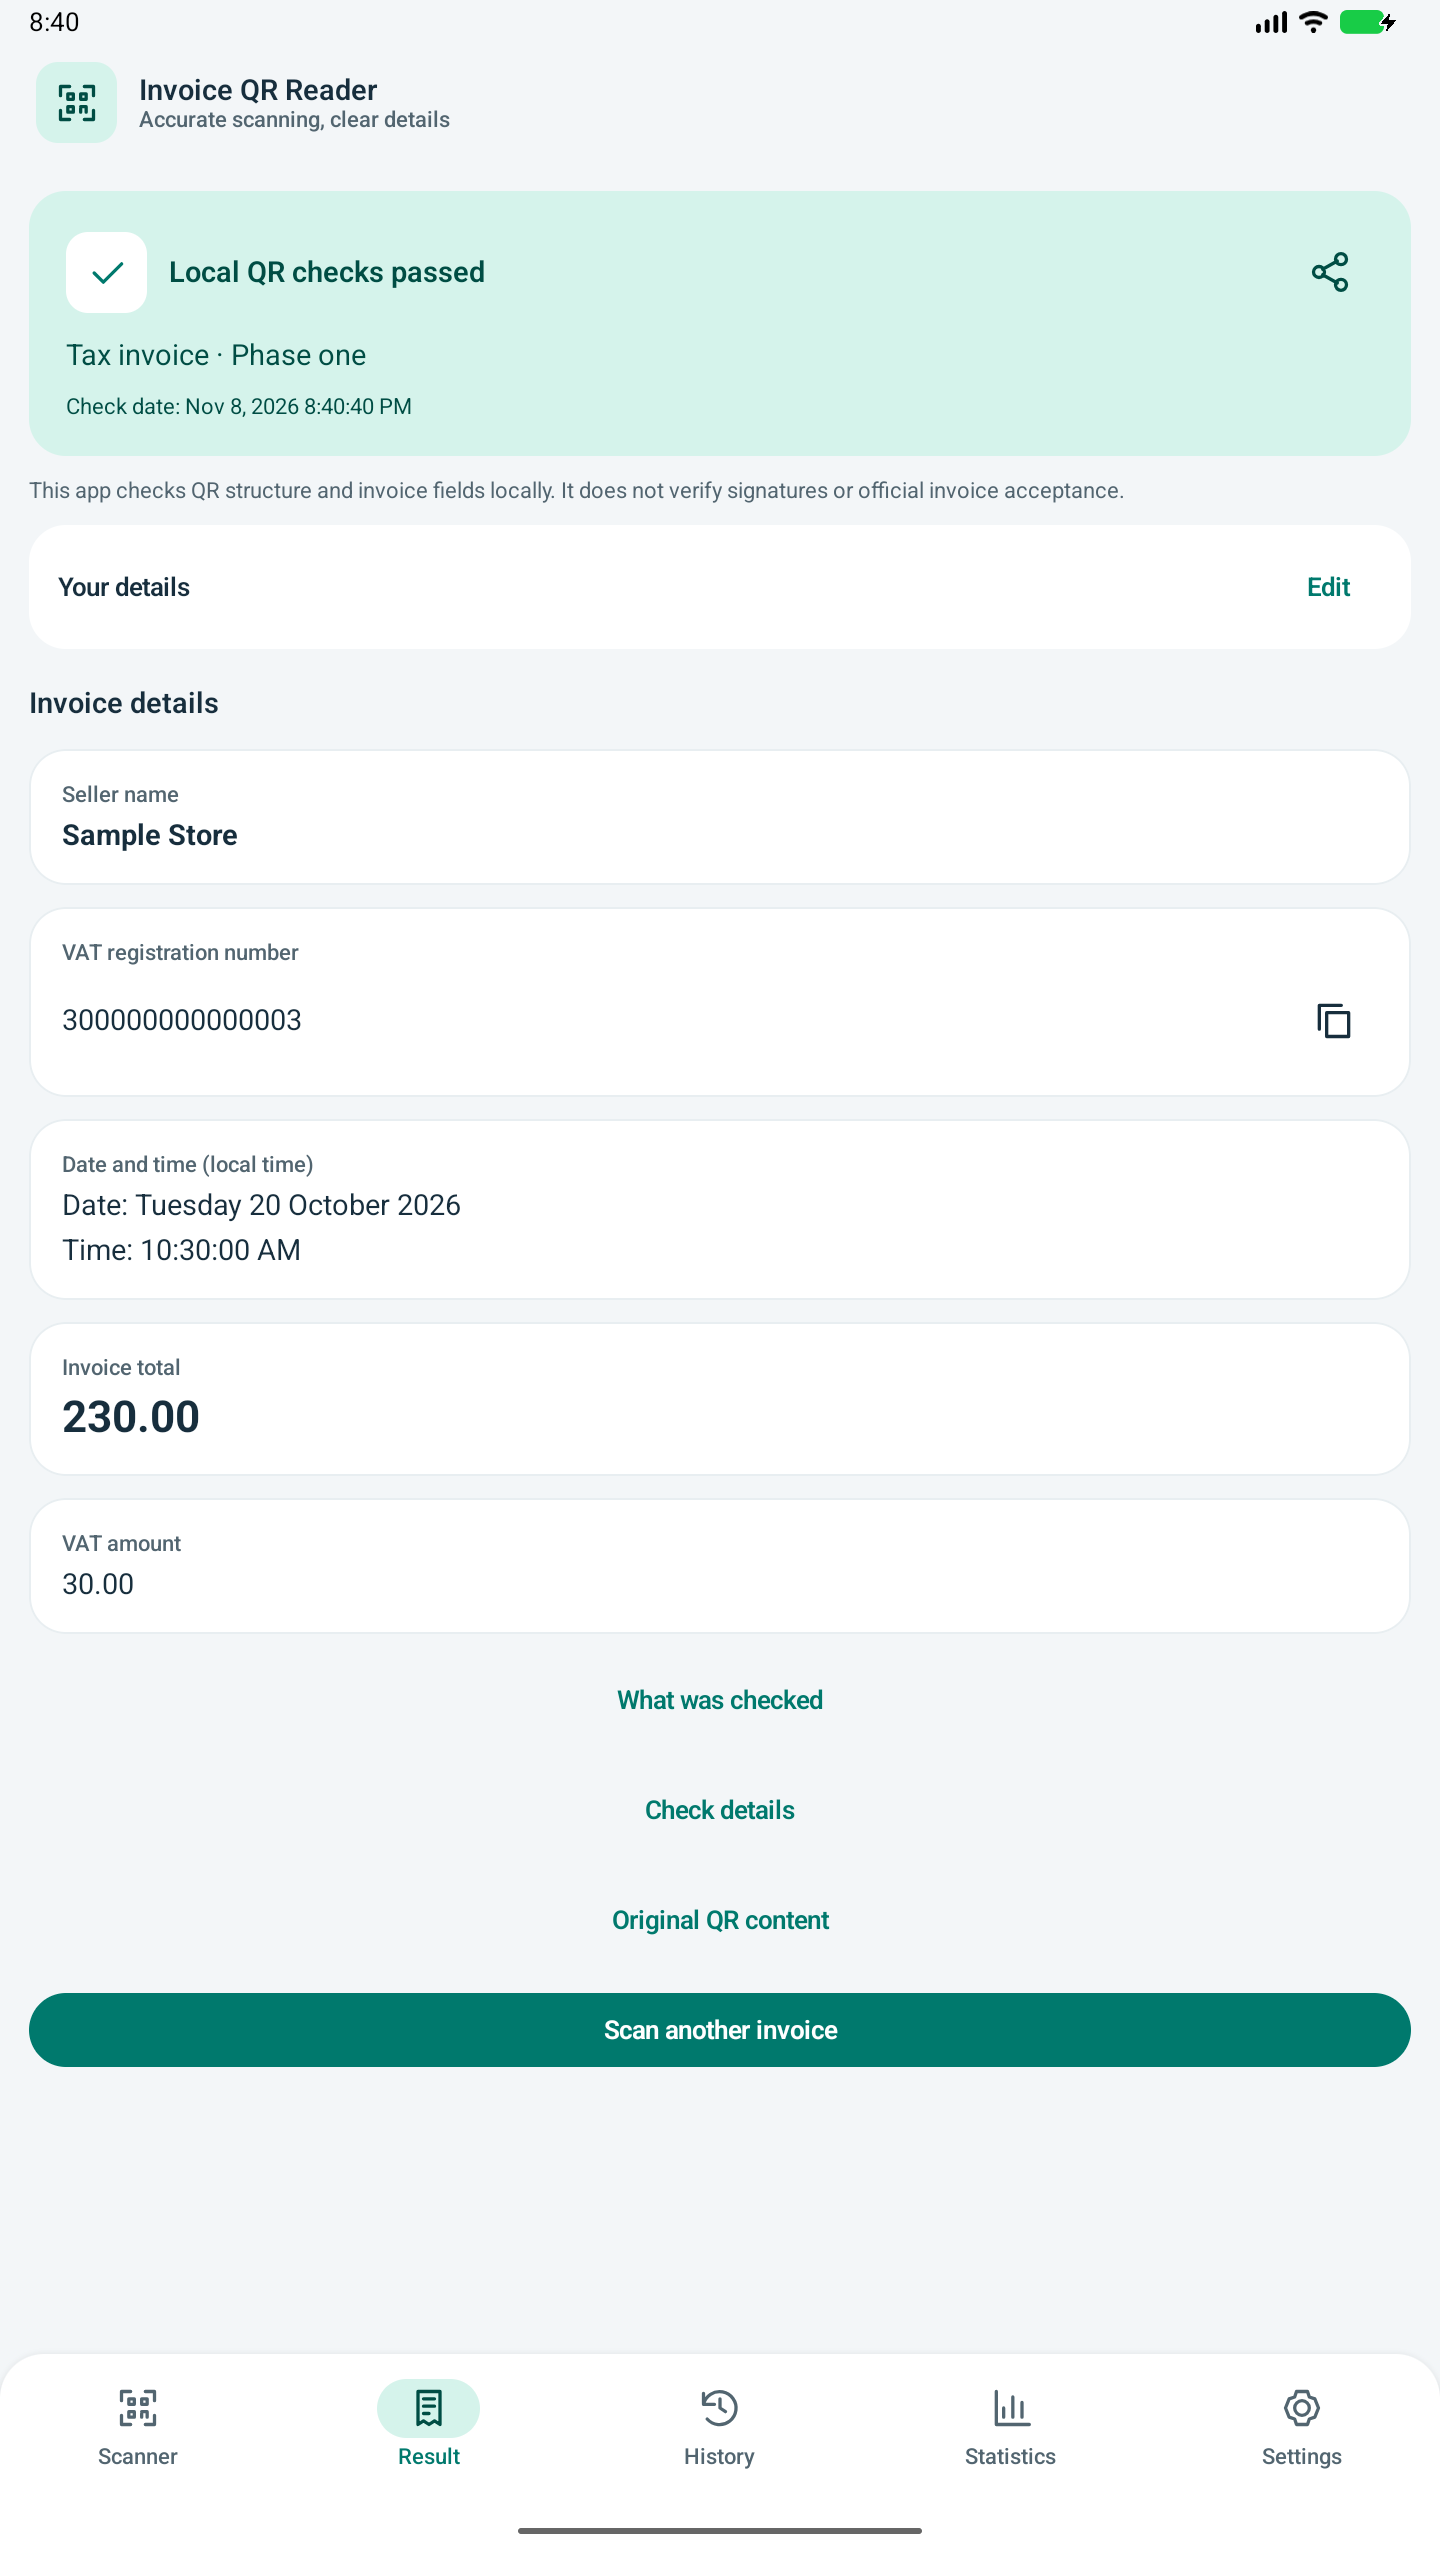 8:40
Invoice QR Reader
Accurate scanning, clear details
Local QR checks passed
Tax invoice · Phase one
Check date: Nov 8, 2026 8:40:40 PM
This app checks QR structure and invoice fields locally. It does not verify signatures or official invoice acceptance.
Your details
Edit
Invoice details
Seller name
Sample Store
VAT registration number
300000000000003
Date and time (local time)
Date: Tuesday 20 October 2026
Time: 10:30:00 AM
Invoice total
230.00
VAT amount
30.00
What was checked
Check details
Original QR content
Scan another invoice
Scanner
Result
History
Statistics
Settings